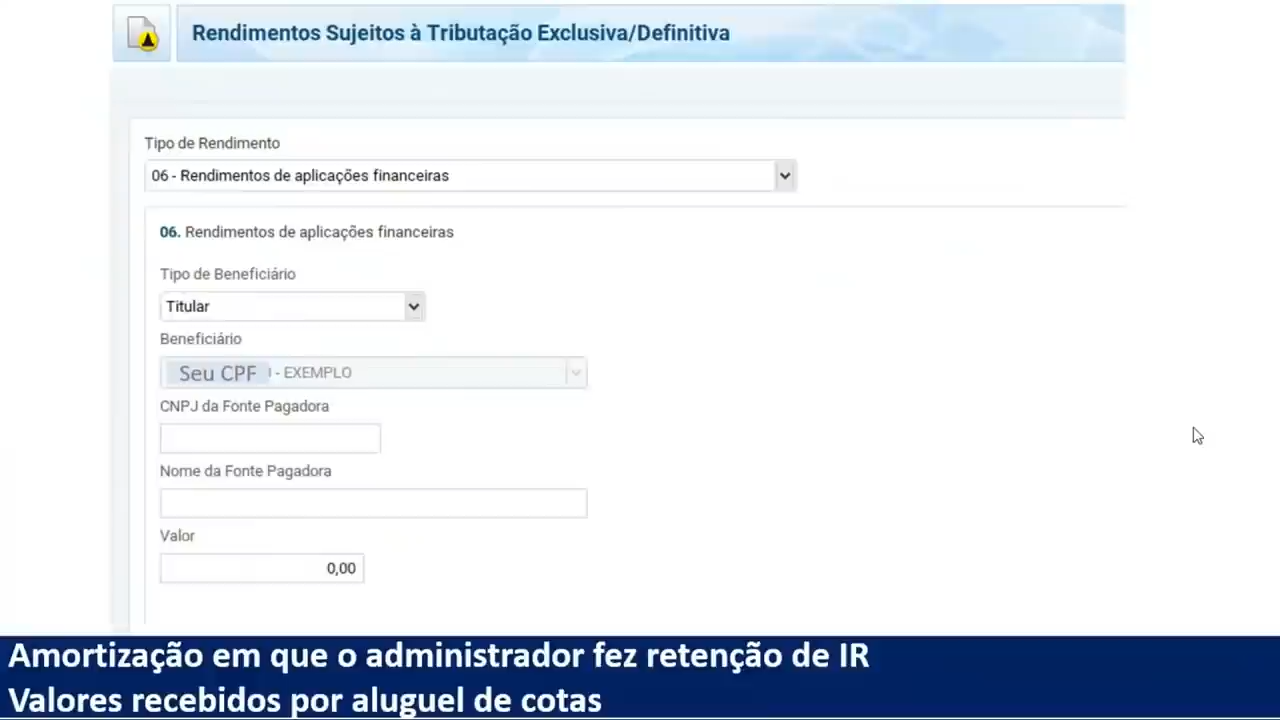 Rendimentos Sujeitos à Tributação Exclusiva/Definitiva
Tipo de Rendimento
06 - Rendimentos de aplicações financeiras
06. Rendimentos de aplicações financeiras
Tipo de Beneficiário
Titular
Beneficiário
Seu CPF - EXEMPLO
CNPJ da Fonte Pagadora
Nome da Fonte Pagadora
Valor
0,00
Amortização em que o administrador fez retenção de IR
Valores recebidos por aluguel de cotas